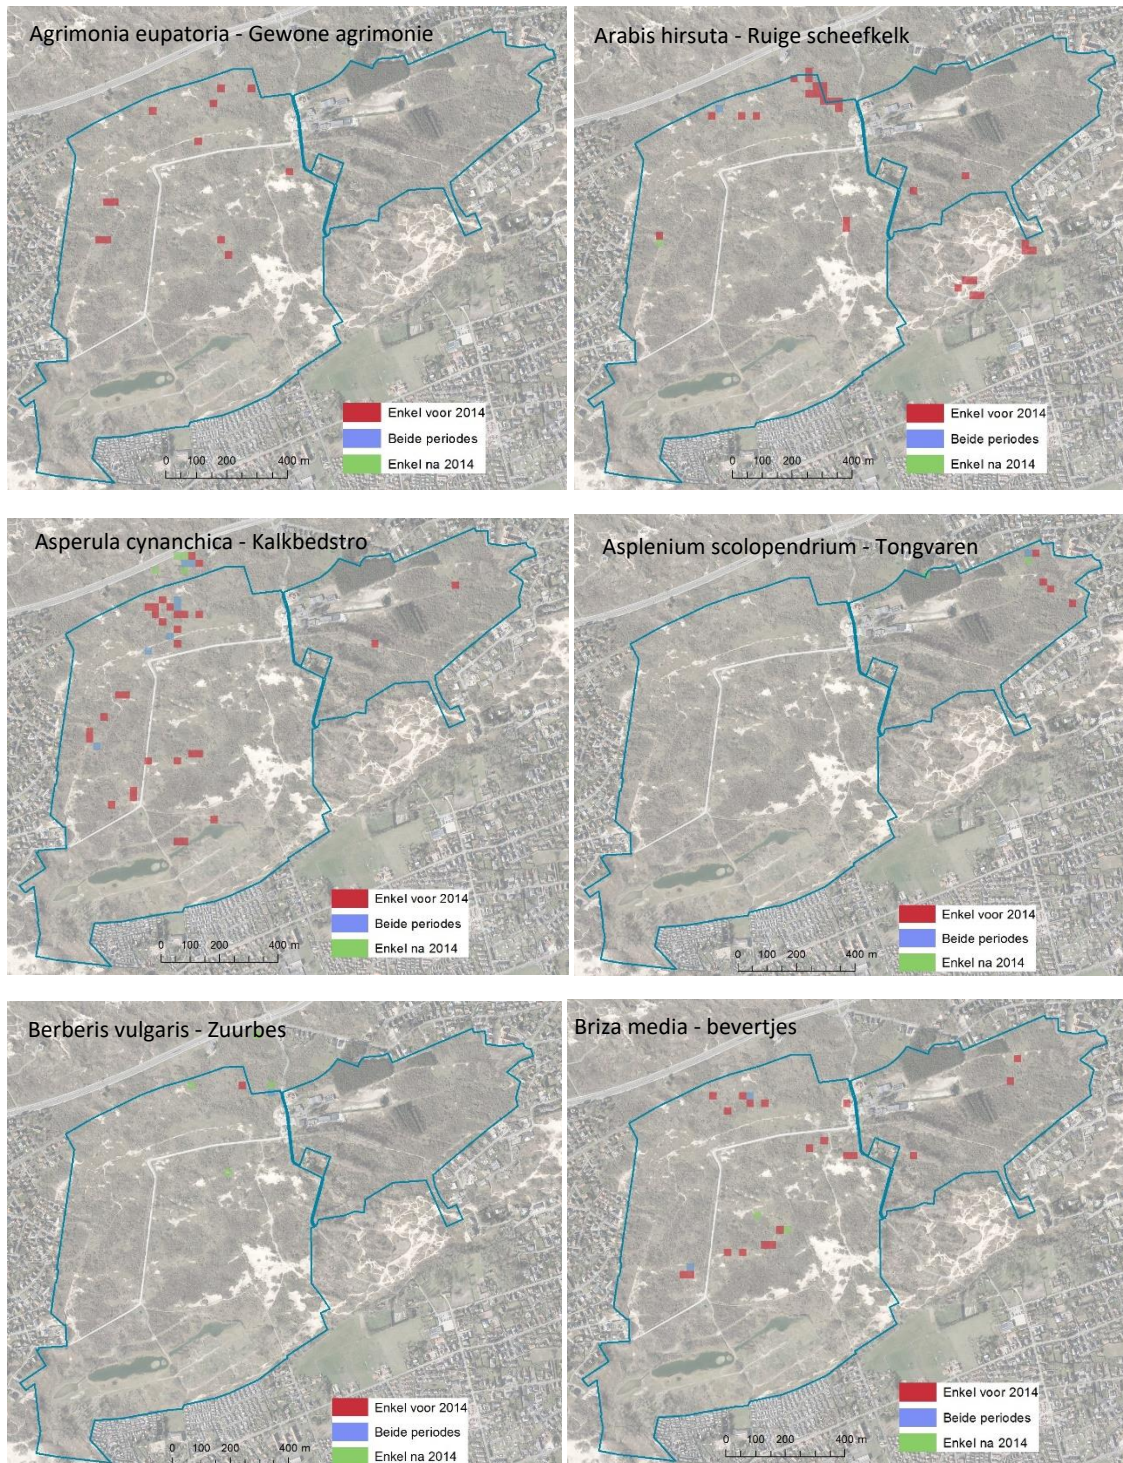 Agrimonia eupatoria - Gewone agrimonie
Enkel voor 2014
Beide periodes
Enkel na 2014
0 100 200 400 m
Arabis hirsuta - Ruige scheefkelk
Enkel voor 2014
Beide periodes
Enkel na 2014
0 100 200 400 m
Asperula cynanchica - Kalkbedstro
Enkel voor 2014
Beide periodes
Enkel na 2014
0 100 200 400 m
Asplenium scolopendrium - Tongvaren
Enkel voor 2014
Beide periodes
Enkel na 2014
0 100 200 400 m
Berberis vulgaris - Zuurbes
Enkel voor 2014
Beide periodes
Enkel na 2014
0 100 200 400 m
Briza media - bevertjes
Enkel voor 2014
Beide periodes
Enkel na 2014
0 100 200 400 m